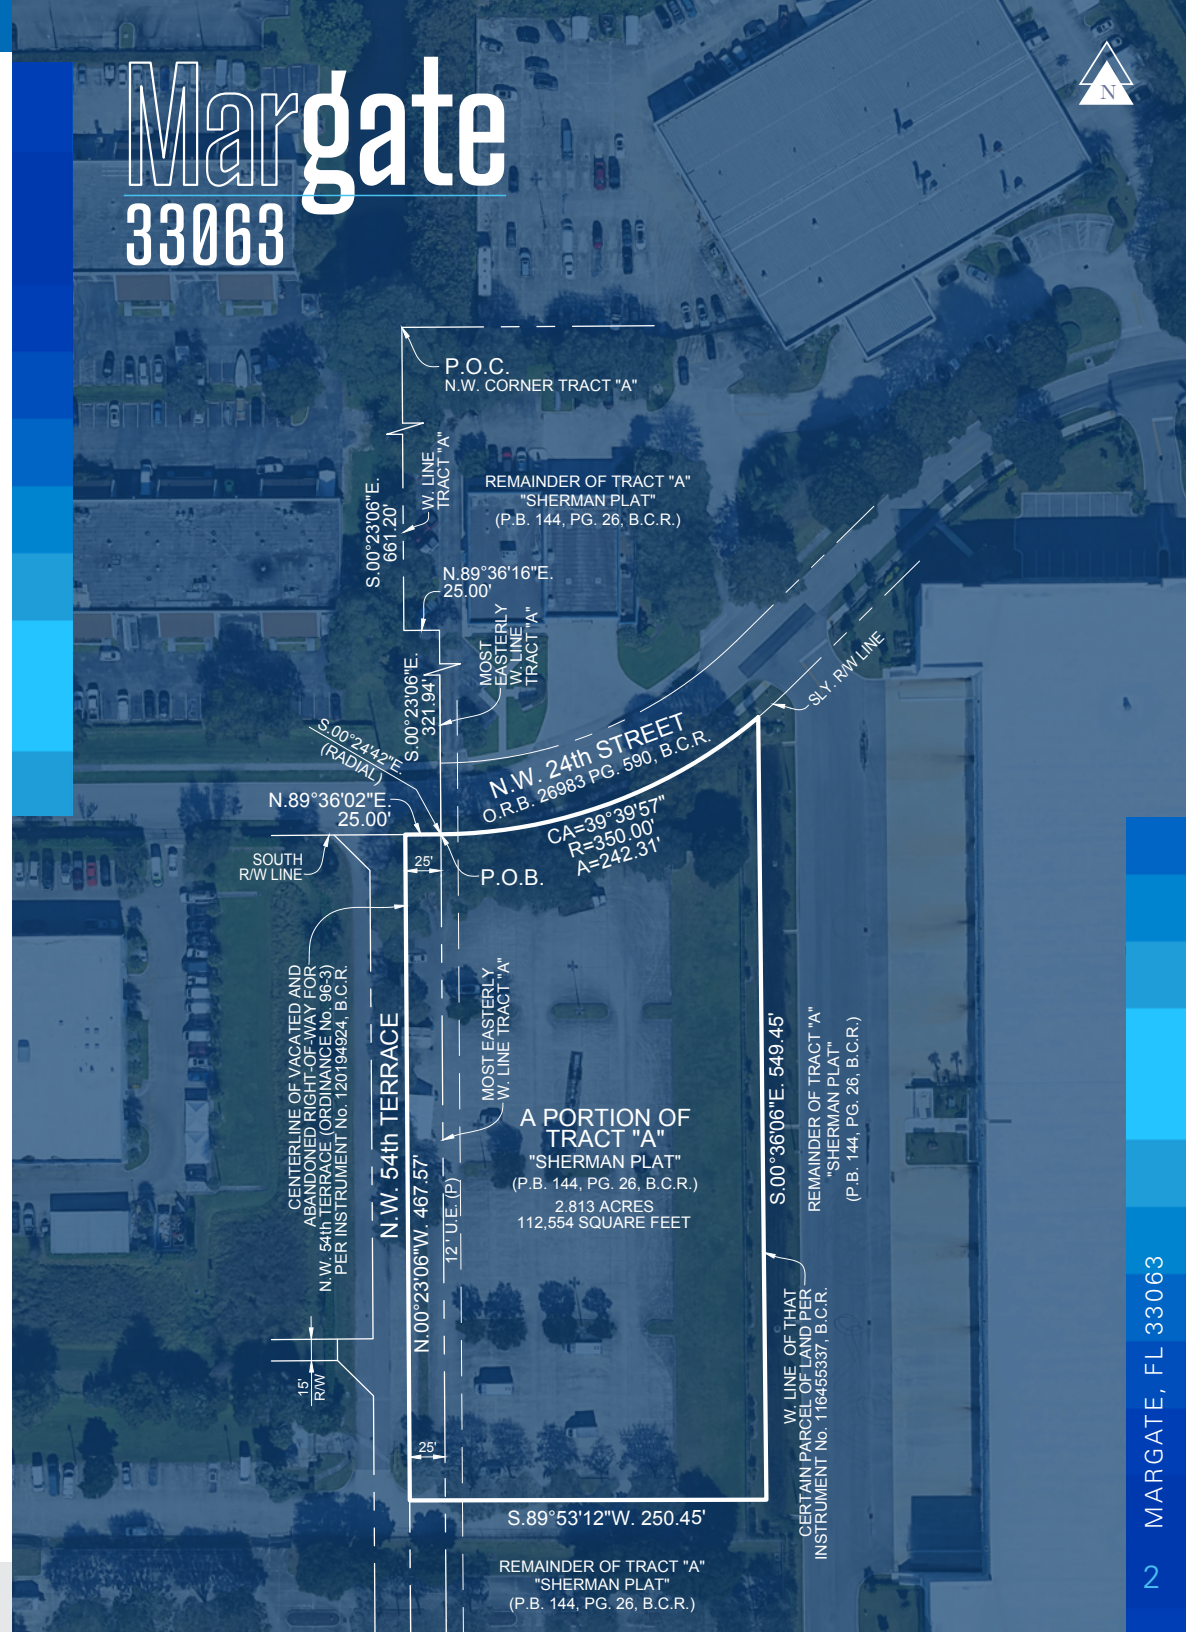 Margate
33063
N
P.O.C.
N.W. CORNER TRACT "A"
W. LINE
TRACT "A"
S.00°23'06"E.
661.20'
REMAINDER OF TRACT "A"
"SHERMAN PLAT"
(P.B. 144, PG. 26, B.C.R.)
N.89°36'16"E.
25.00'
MOST
EASTERLY
W. LINE
TRACT "A"
S.00°23'06"E.
321.94'
SLY. R/W LINE
S.00°24'42"E.
(RADIAL)
N.W. 24th STREET
O.R.B. 26983 PG. 590, B.C.R.
N.89°36'02"E.
25.00'
CA=39°39'57"
R=350.00'
A=242.31'
SOUTH
R/W LINE
25'
P.O.B.
CENTERLINE OF VACATED AND
ABANDONED RIGHT-OF-WAY FOR
N.W. 54th TERRACE (ORDINANCE No. 96-3)
PER INSTRUMENT No. 120194924, B.C.R.
N.W. 54th TERRACE
MOST EASTERLY
W. LINE TRACT "A"
N.00°23'06"W. 467.57'
12 ' U.E. (P)
A PORTION OF
TRACT "A"
"SHERMAN PLAT"
(P.B. 144, PG. 26, B.C.R.)
2.813 ACRES
112,554 SQUARE FEET
S.00°36'06"E. 549.45'
REMAINDER OF TRACT "A"
"SHERMAN PLAT"
(P.B. 144, PG. 26, B.C.R.)
W. LINE OF THAT
CERTAIN PARCEL OF LAND PER
INSTRUMENT No. 116455337, B.C.R.
15'
R/W
25'
S.89°53'12"W. 250.45'
REMAINDER OF TRACT "A"
"SHERMAN PLAT"
(P.B. 144, PG. 26, B.C.R.)
MARGATE, FL 33063
2